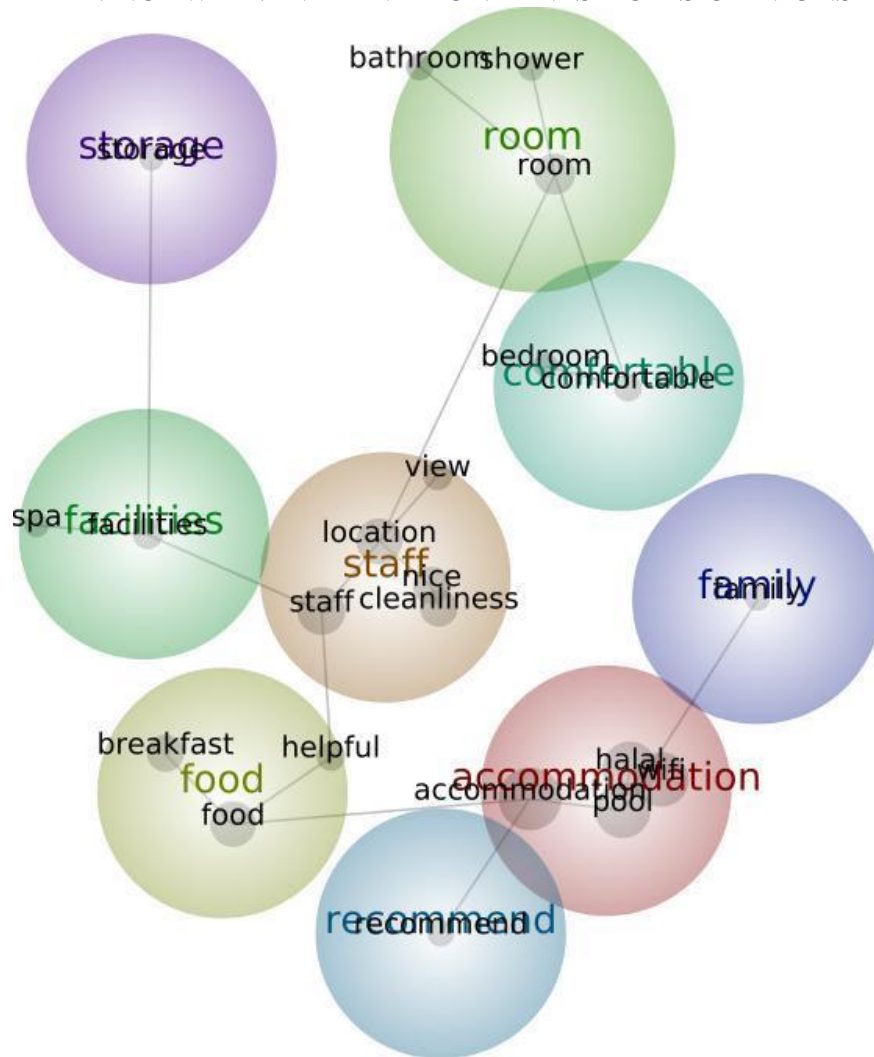 bathroom
shower
storage
storage
room
room
bedroom
comfortable
comfortable
view
spa
facilities
facilities
location
staff
nice
staff
cleanliness
family
family
breakfast
helpful
food
food
halal
wifi
accommodation
accommodation
pool
recommend
recommend